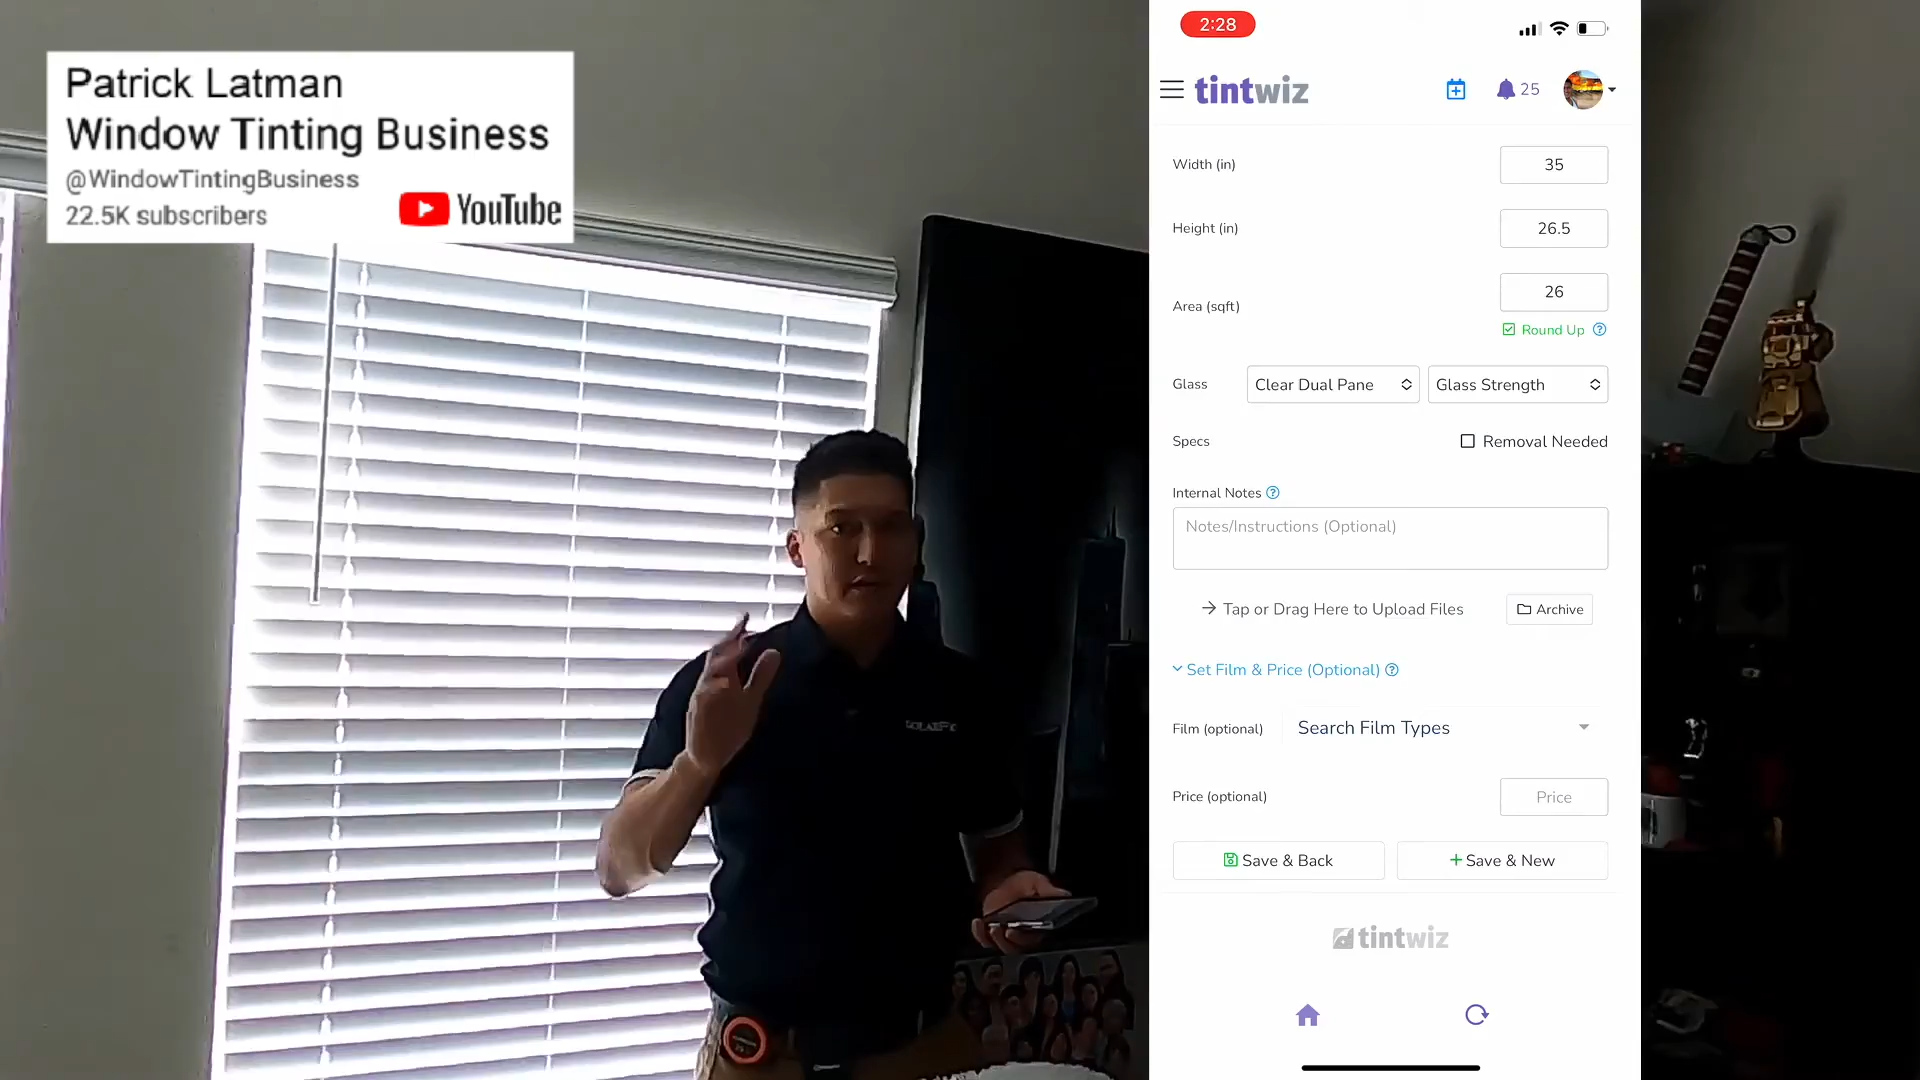 Patrick Latman
Window Tinting Business
@WindowTintingBusiness
22.5K subscribers
YouTube
2:28
tintwiz
25
Width (in)
35
Height (in)
26.5
Area (sqft)
26
Round Up
Glass
Clear Dual Pane
Glass Strength
Specs
Removal Needed
Internal Notes
Notes/Instructions (Optional)
Tap or Drag Here to Upload Files
Archive
Set Film & Price (Optional)
Film (optional)
Search Film Types
Price (optional)
Price
Save & Back
Save & New
tintwiz